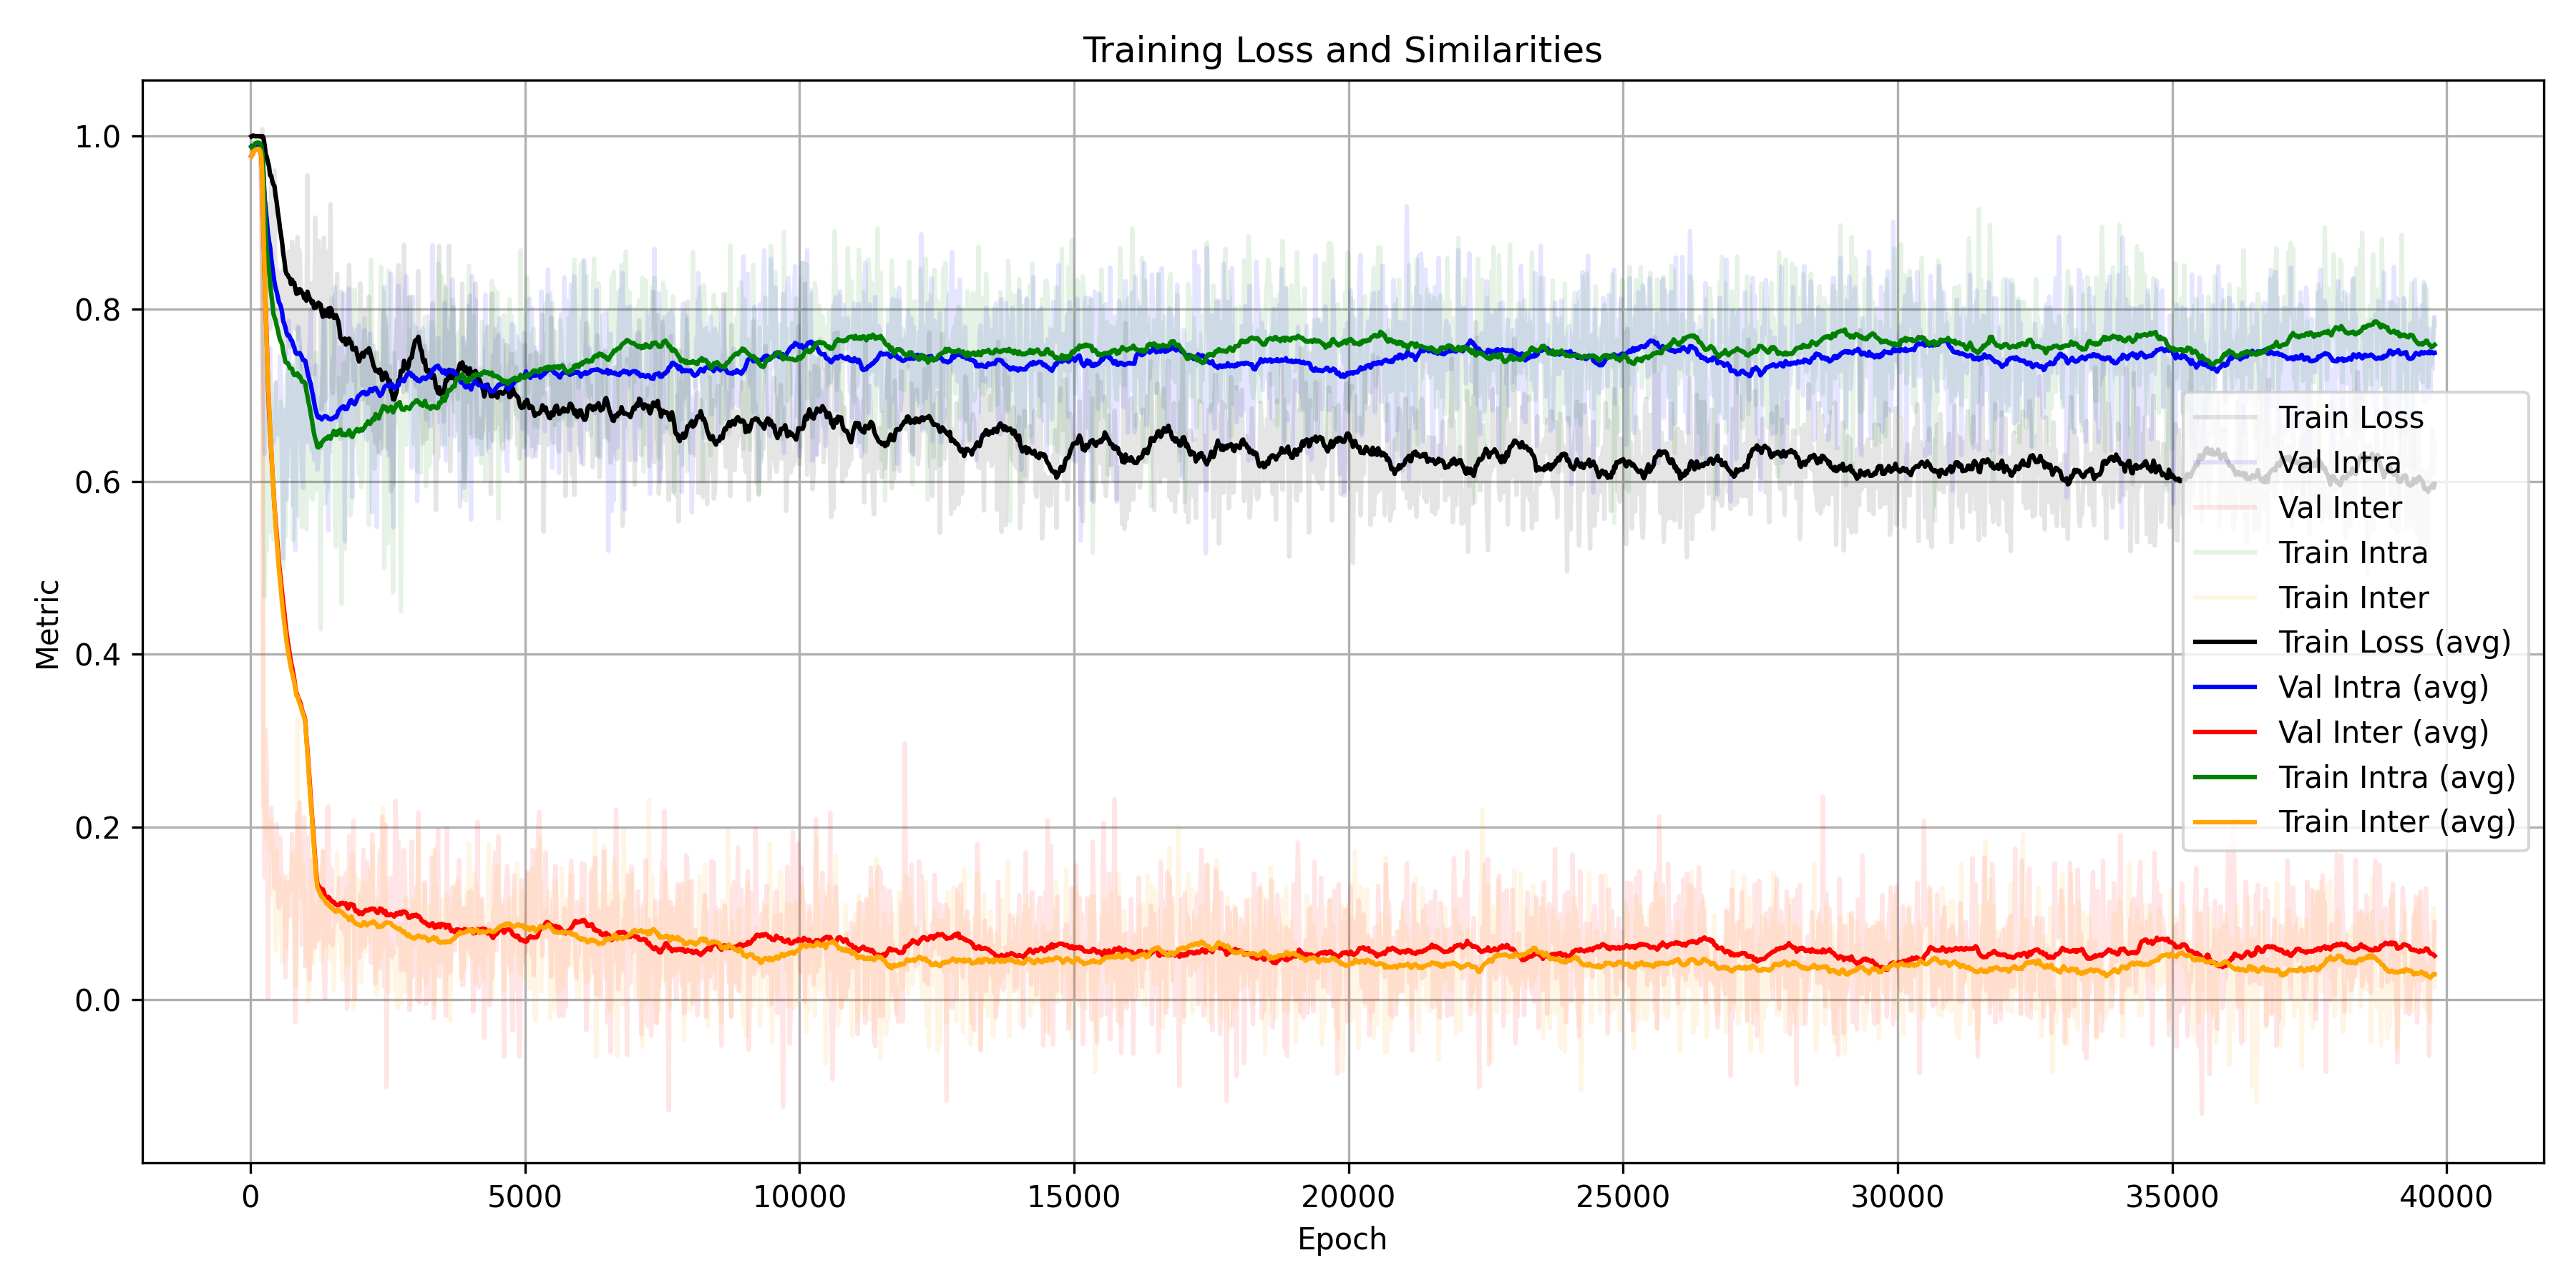 Training Loss and Similarities
1.0
0.8
0.6
0.4
0.2
0.0
Metric
Train Loss
Val Intra
Val Inter
Train Intra
Train Inter
Train Loss (avg)
Val Intra (avg)
Val Inter (avg)
Train Intra (avg)
Train Inter (avg)
0 5000 10000 15000 20000 25000 30000 35000 40000
Epoch